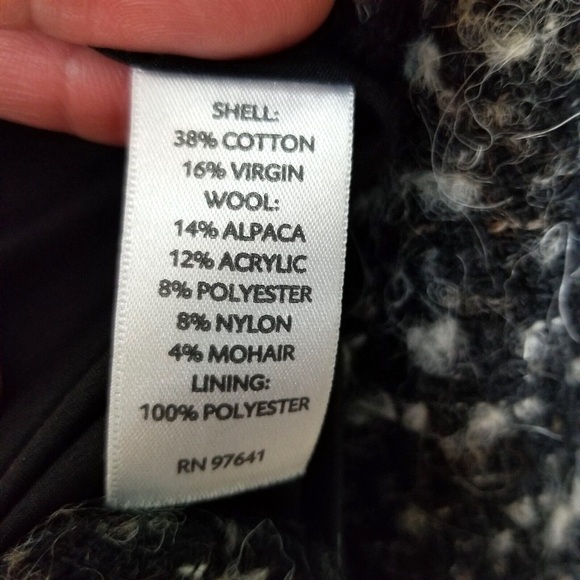 SHELL:
38% COTTON
16% VIRGIN
WOOL:
14% ALPACA
12% ACRYLIC
8% POLYESTER
8% NYLON
4% MOHAIR
LINING:
100% POLYESTER
RN 97641